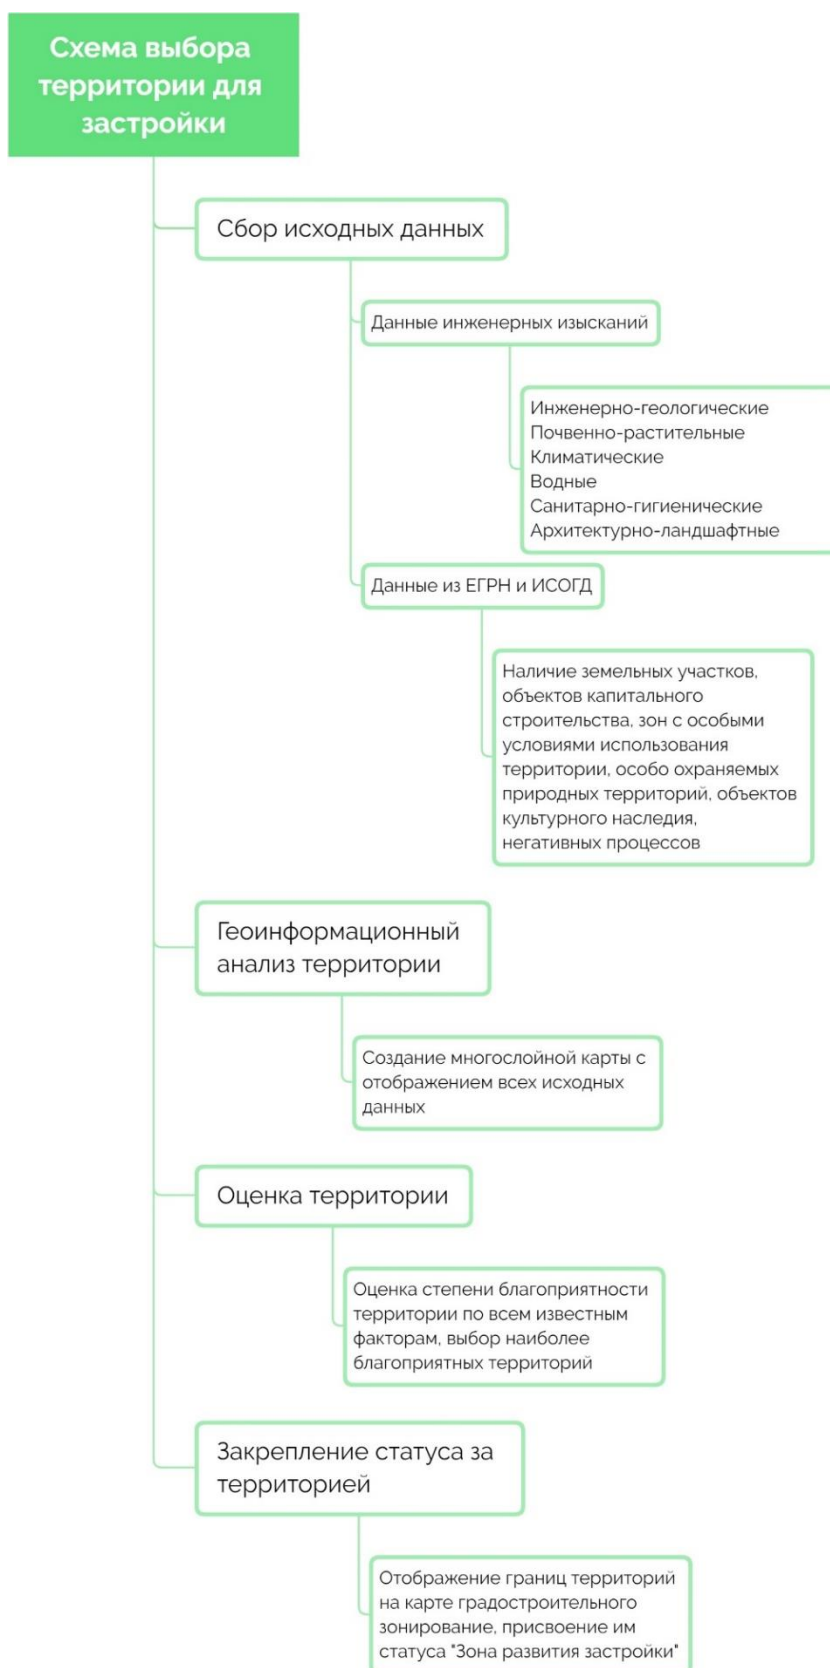 Схема выбора
территории для
застройки
Сбор исходных данных
Данные инженерных изысканий
Инженерно-геологические
Почвенно-растительные
Климатические
Водные
Санитарно-гигиенические
Архитектурно-ландшафтные
Данные из ЕГРН и ИСОГД
Наличие земельных участков,
объектов капитального
строительства, зон с особыми
условиями использования
территории, особо охраняемых
природных территорий, объектов
культурного наследия,
негативных процессов
Геоинформационный
анализ территории
Создание многослойной карты с
отображением всех исходных
данных
Оценка территории
Оценка степени благоприятности
территории по всем известным
факторам, выбор наиболее
благоприятных территорий
Закрепление статуса за
территорией
Отображение границ территорий
на карте градостроительного
зонирование, присвоение им
статуса "Зона развития застройки"